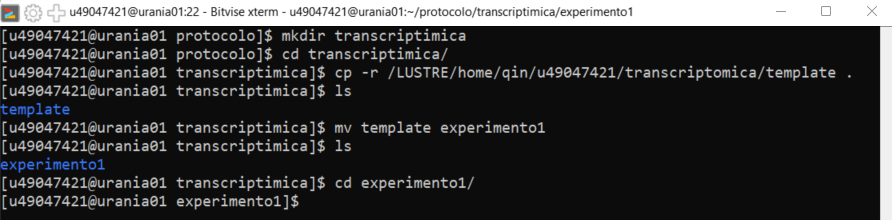 u49047421@urania01:22 - Bitvise xterm - u49047421@urania01:~/protocolo/transcriptimica/experimento1
[u49047421@urania01 protocolo]$ mkdir transcriptimica
[u49047421@urania01 protocolo]$ cd transcriptimica/
[u49047421@urania01 transcriptimica]$ cp -r /LUSTRE/home/qin/u49047421/transcriptomica/template .
[u49047421@urania01 transcriptimica]$ ls
template
[u49047421@urania01 transcriptimica]$ mv template experimento1
[u49047421@urania01 transcriptimica]$ ls
experimento1
[u49047421@urania01 transcriptimica]$ cd experimento1/
[u49047421@urania01 experimento1]$